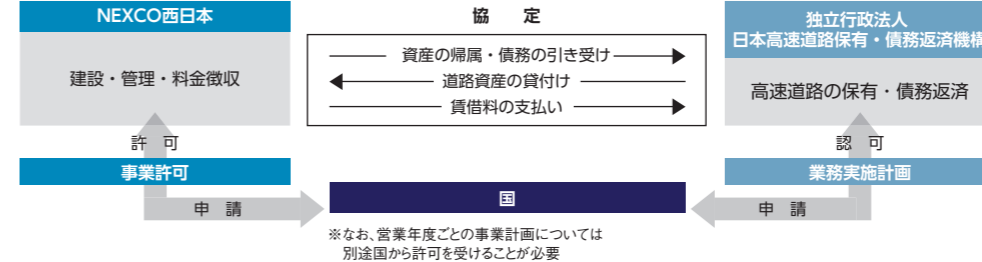 NEXCO西日本
建設・管理・料金徴収
協　定
資産の帰属・債務の引き受け
道路資産の貸付け
賃借料の支払い
独立行政法人
日本高速道路保有・債務返済機構
高速道路の保有・債務返済
許　可
事業許可
申　請
認　可
業務実施計画
申　請
国
※なお、営業年度ごとの事業計画については
別途国から許可を受けることが必要